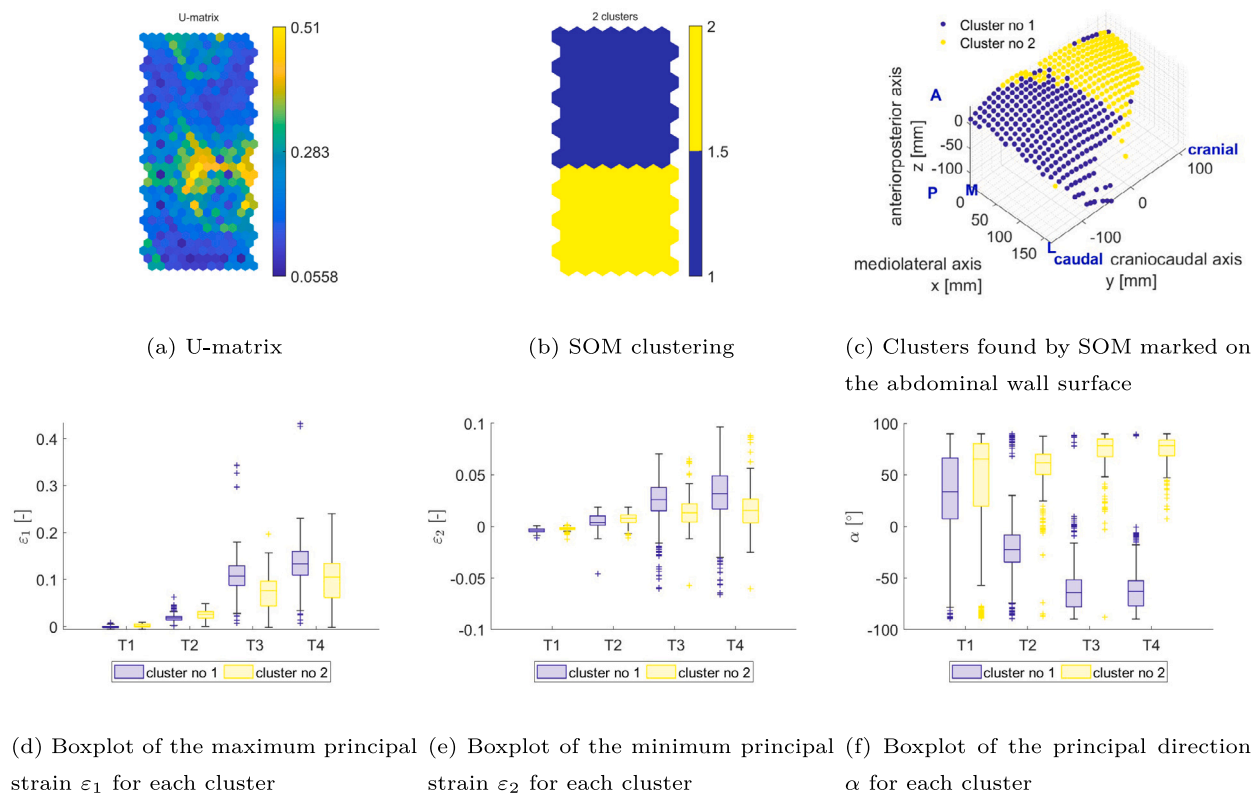 U-matrix
0.51
0.283
0.0558
(a) U-matrix
2 clusters
2
1.5
1
(b) SOM clustering
Cluster no 1
Cluster no 2
A
0
-50
-100
anteriorposterior axis
z [mm]
P
M
0
50
100
150
mediolateral axis
x [mm]
L
caudal
-100
0
100
cranial
craniocaudal axis
y [mm]
(c) Clusters found by SOM marked on
the abdominal wall surface
0.4
0.3
0.2
0.1
0
ε1 [-]
T1 T2 T3 T4
cluster no 1 cluster no 2
(d) Boxplot of the maximum principal
strain ε1 for each cluster
0.1
0.05
0
-0.05
-0.1
ε2 [-]
T1 T2 T3 T4
cluster no 1 cluster no 2
(e) Boxplot of the minimum principal
strain ε2 for each cluster
100
50
0
-50
-100
α [°]
T1 T2 T3 T4
cluster no 1 cluster no 2
(f) Boxplot of the principal direction
α for each cluster